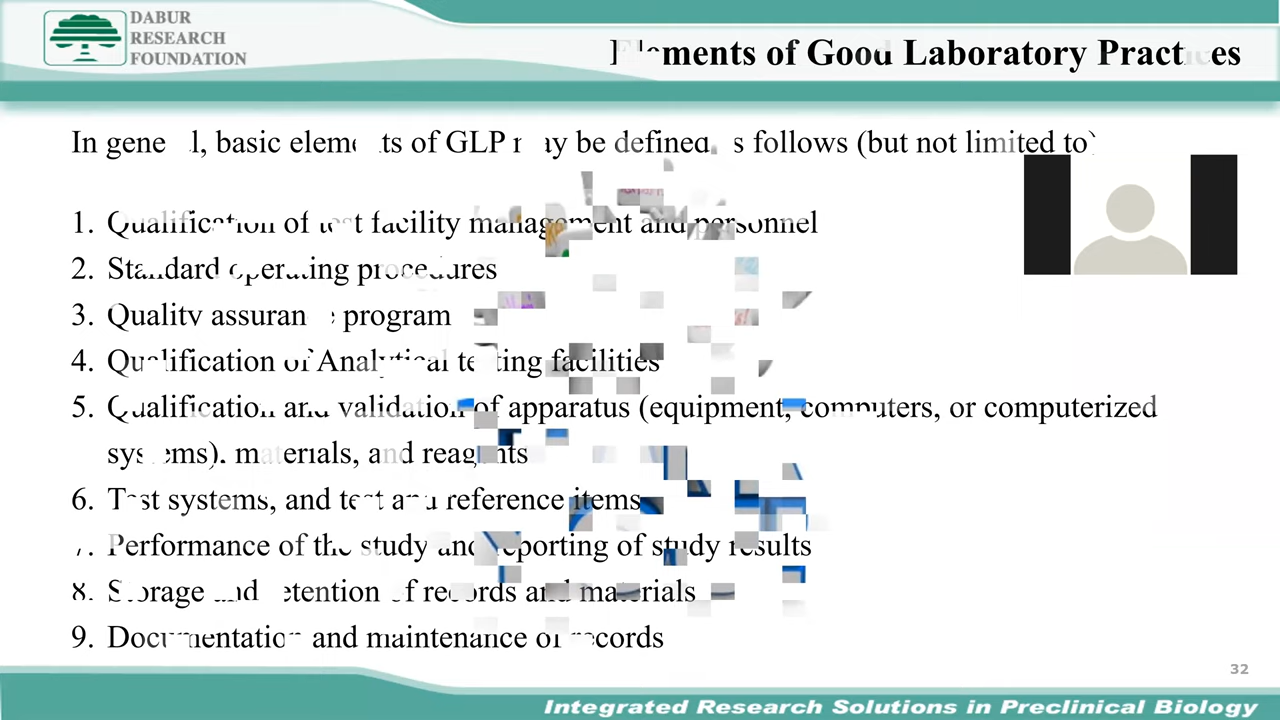 DABUR
RESEARCH
FOUNDATION
Elements of Good Laboratory Practices
In general, basic elements of GLP may be defined as follows (but not limited to)
1. Qualification of test facility management and personnel
2. Standard operating procedures
3. Quality assurance program
4. Qualification of Analytical testing facilities
5. Qualification and validation of apparatus (equipment, computers, or computerized
systems), materials, and reagents
6. Test systems, and test and reference items
7. Performance of the study and reporting of study results
8. Storage and retention of records and materials
9. Documentation and maintenance of records
32
Integrated Research Solutions in Preclinical Biology